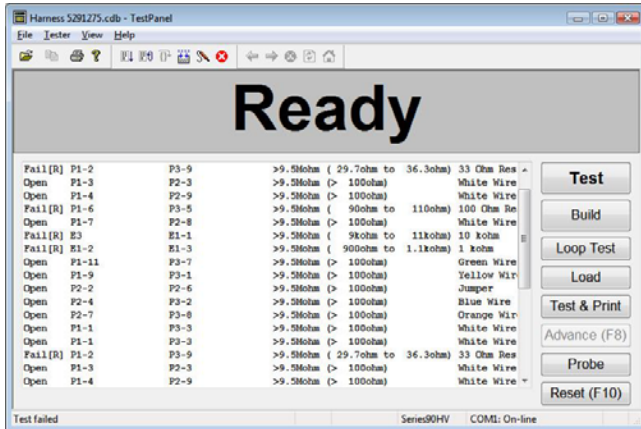 Harness 5291275.cdb - TestPanel
File Tester View Help
Ready
Fail[R] P1-2 P3-9 >9.5Mohm ( 29.7ohm to 36.3ohm) 33 Ohm Res
Open P1-3 P2-3 >9.5Mohm (> 100ohm) White Wire
Open P1-4 P2-9 >9.5Mohm (> 100ohm) White Wire
Fail[R] P1-6 P3-5 >9.5Mohm ( 90ohm to 110ohm) 100 Ohm Re
Open P1-7 P2-8 >9.5Mohm (> 100ohm) White Wire
Fail[R] E3 E1-1 >9.5Mohm ( 9kohm to 11kohm) 10 kohm
Fail[R] E1-2 E1-3 >9.5Mohm ( 900ohm to 1.1kohm) 1 kohm
Open P1-11 P3-7 >9.5Mohm (> 100ohm) Green Wire
Open P1-9 P3-1 >9.5Mohm (> 100ohm) Yellow Wir
Open P2-2 P2-6 >9.5Mohm (> 100ohm) Jumper
Open P2-4 P3-2 >9.5Mohm (> 100ohm) Blue Wire
Open P2-7 P3-8 >9.5Mohm (> 100ohm) Orange Wir
Open P1-1 P3-3 >9.5Mohm (> 100ohm) White Wire
Open P1-1 P3-3 >9.5Mohm (> 100ohm) White Wire
Fail[R] P1-2 P3-9 >9.5Mohm ( 29.7ohm to 36.3ohm) 33 Ohm Res
Open P1-3 P2-3 >9.5Mohm (> 100ohm) White Wire
Open P1-4 P2-9 >9.5Mohm (> 100ohm) White Wire
Test
Build
Loop Test
Load
Test & Print
Advance (F8)
Probe
Reset (F10)
Test failed Series90HV COM1: On-line